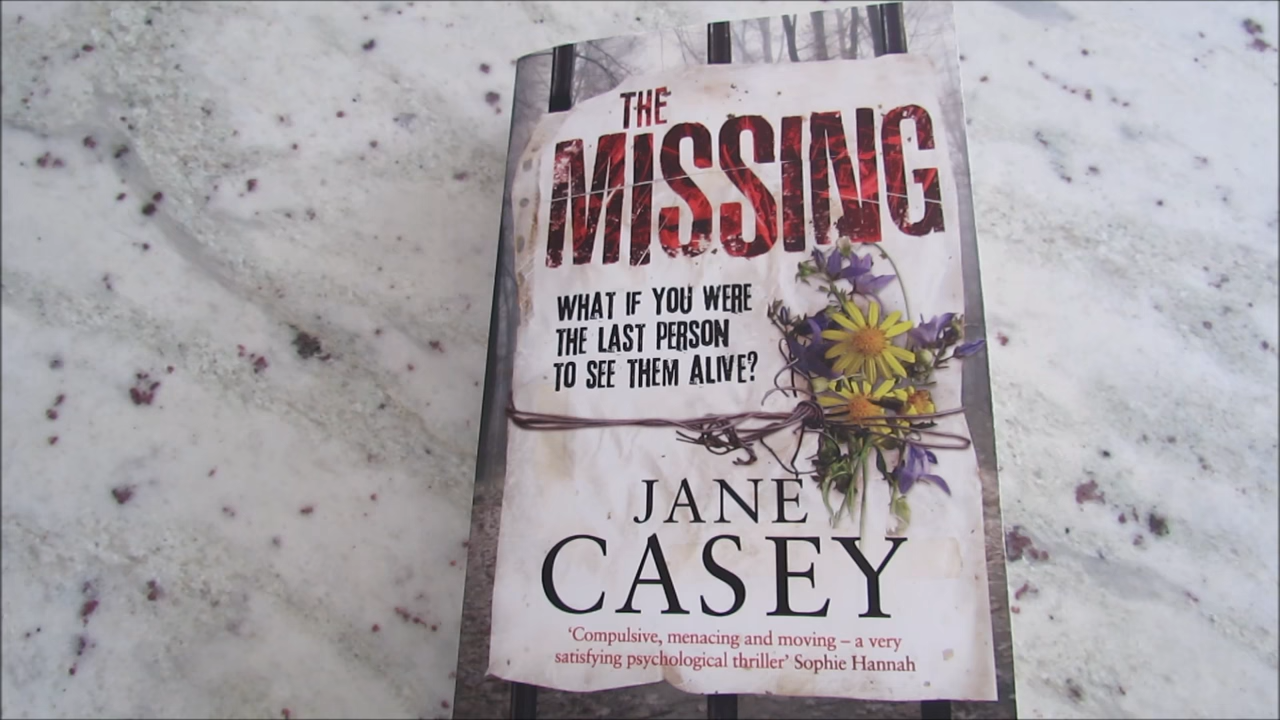 THE
MISSING
WHAT IF YOU WERE
THE LAST PERSON
TO SEE THEM ALIVE?
JANE
CASEY
‘Compulsive, menacing and moving – a very
satisfying psychological thriller’ Sophie Hannah